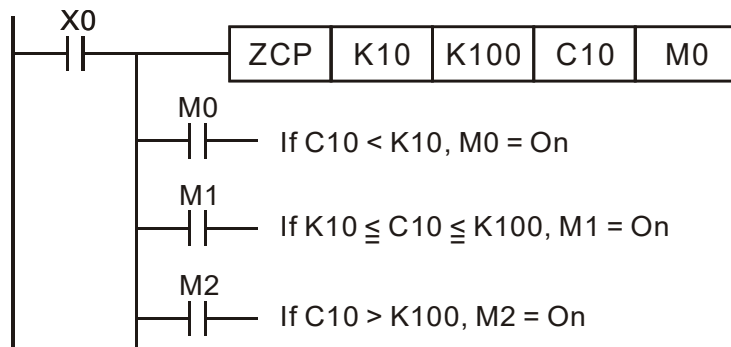 X0
ZCP K10 K100 C10 M0
M0
If C10 < K10, M0 = On
M1
If K10 ≦ C10 ≦ K100, M1 = On
M2
If C10 > K100, M2 = On